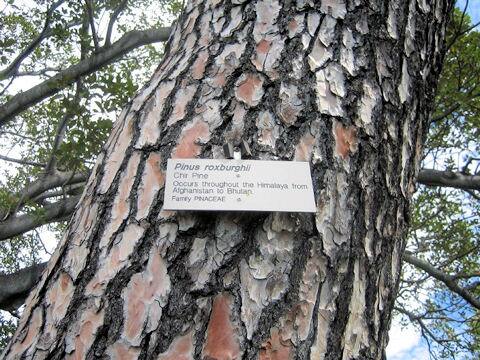 Pinus roxburghii
Chir Pine
Occurs throughout the Himalaya from
Afghanistan to Bhutan.
Family PINACEAE